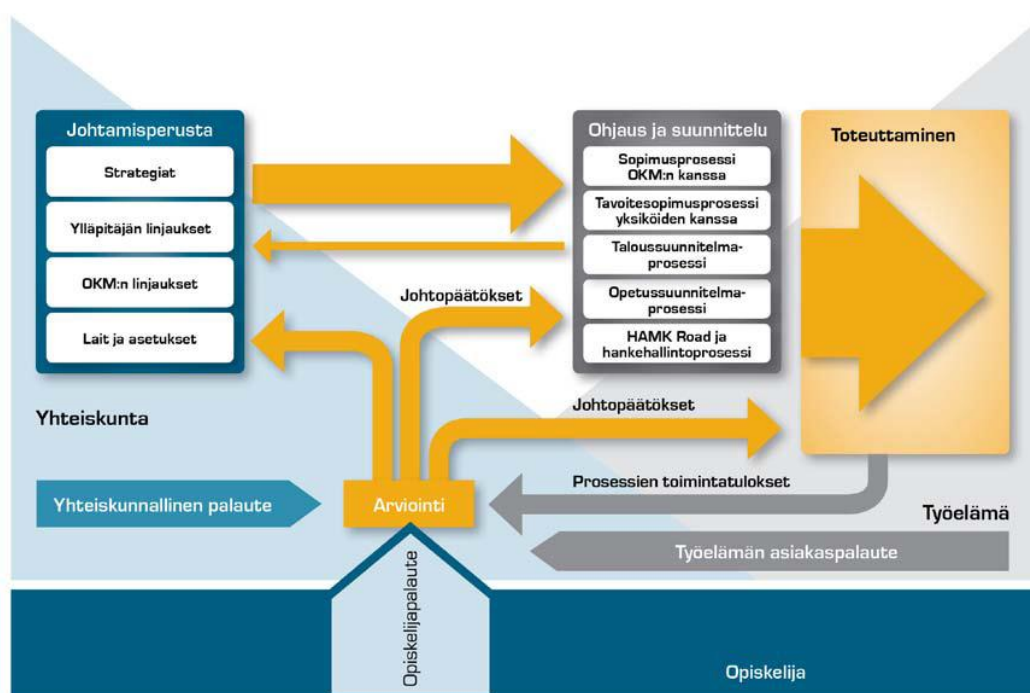 Johtamisperusta
Strategiat
Ylläpitäjän linjaukset
OKM:n linjaukset
Lait ja asetukset
Ohjaus ja suunnittelu
Sopimusprosessi
OKM:n kanssa
Tavoitesopimusprosessi
yksiköiden kanssa
Taloussuunnitelma-
prosessi
Opetussuunnitelma-
prosessi
HAMK Road ja
hankehallintoprosessi
Toteuttaminen
Johtopäätökset
Johtopäätökset
Yhteiskunta
Prosessien toimintatulokset
Yhteiskunnallinen palaute
Arviointi
Työelämä
Työelämän asiakaspalaute
Opiskelijapalaute
Opiskelija